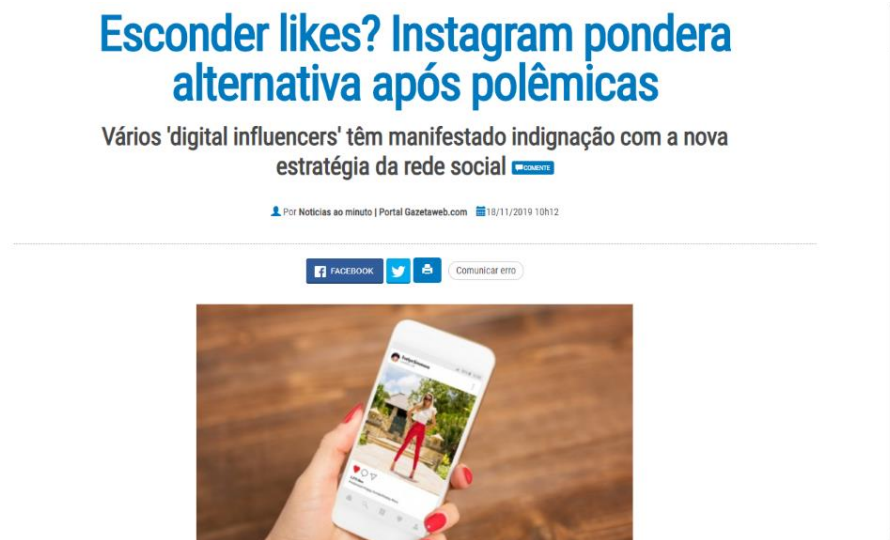 Esconder likes? Instagram pondera
alternativa após polêmicas
Vários 'digital influencers' têm manifestado indignação com a nova
estratégia da rede social COMENTE
Por Noticias ao minuto | Portal Gazetaweb.com 18/11/2019 10h12
FACEBOOK Comunicar erro